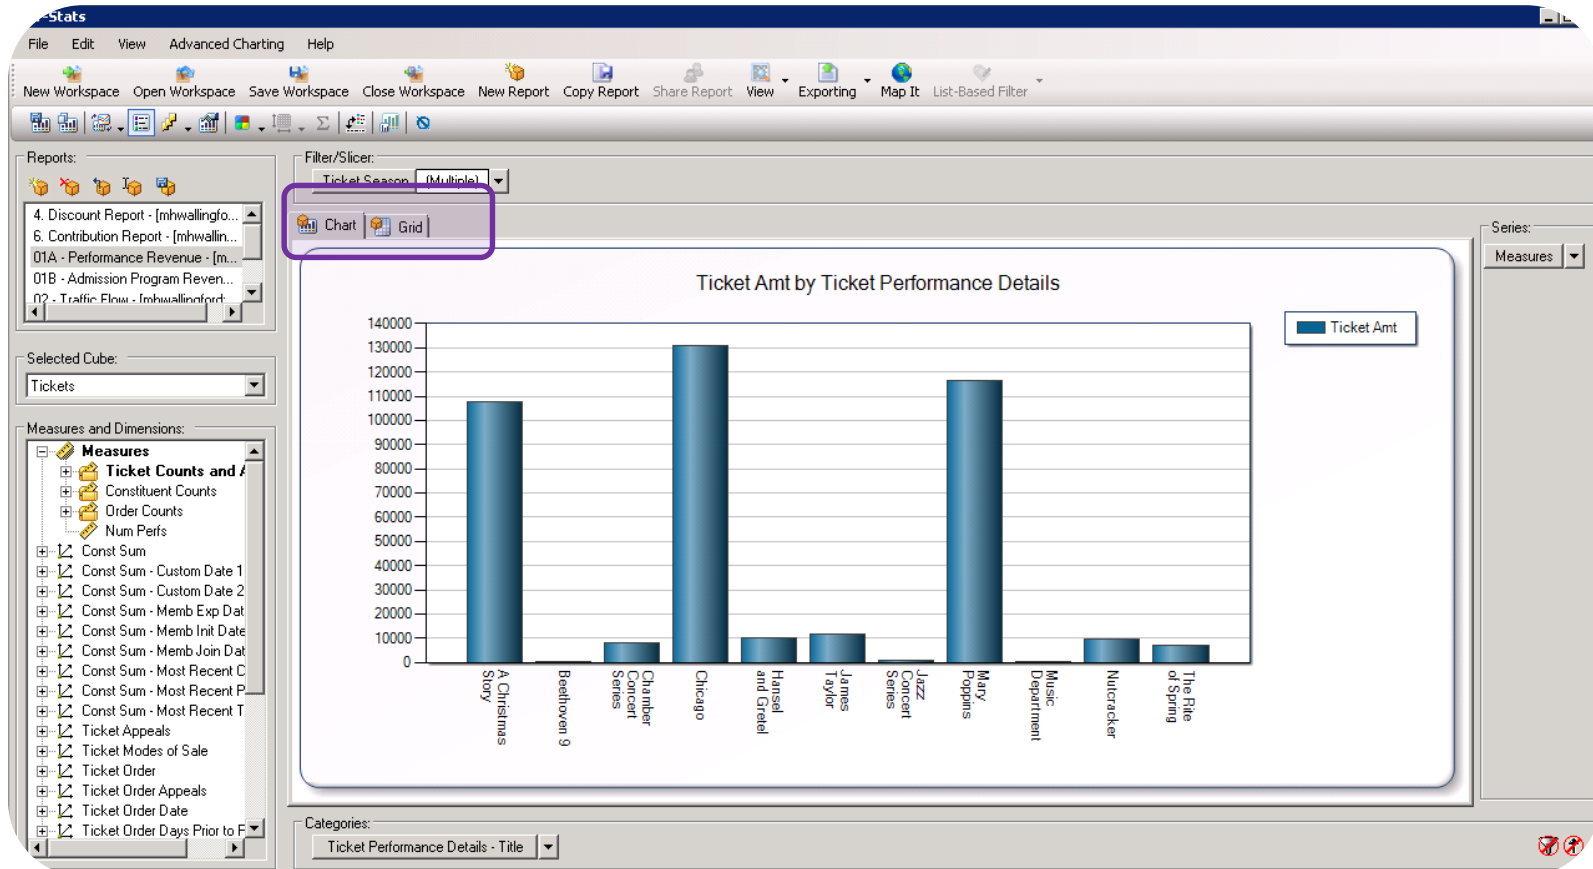 -Stats
File Edit View Advanced Charting Help
New Workspace Open Workspace Save Workspace Close Workspace New Report Copy Report Share Report View Exporting Map It List-Based Filter
Reports:
4. Discount Report - [mhwallingfo...
6. Contribution Report - [mhwallin...
01A - Performance Revenue - [m...
01B - Admission Program Reven...
02 - Traffic Flow - [mhwallingford:
Selected Cube:
Tickets
Measures and Dimensions:
Measures
Ticket Counts and A
Constituent Counts
Order Counts
Num Perfs
Const Sum
Const Sum - Custom Date 1
Const Sum - Custom Date 2
Const Sum - Memb Exp Dat
Const Sum - Memb Init Date
Const Sum - Memb Join Dat
Const Sum - Most Recent C
Const Sum - Most Recent P
Const Sum - Most Recent T
Ticket Appeals
Ticket Modes of Sale
Ticket Order
Ticket Order Appeals
Ticket Order Date
Ticket Order Days Prior to F
Filter/Slicer:
Ticket Season (Multiple)
Chart Grid
Ticket Amt by Ticket Performance Details
140000
130000
120000
110000
100000
90000
80000
70000
60000
50000
40000
30000
20000
10000
0
A Christmas
Story
Beethoven 9
Chamber
Concert
Series
Chicago
Hansel
and Gretel
James
Taylor
Jazz
Concert
Series
Mary
Poppins
Music
Department
Nutcracker
The Rite
of Spring
Ticket Amt
Series:
Measures
Categories:
Ticket Performance Details - Title